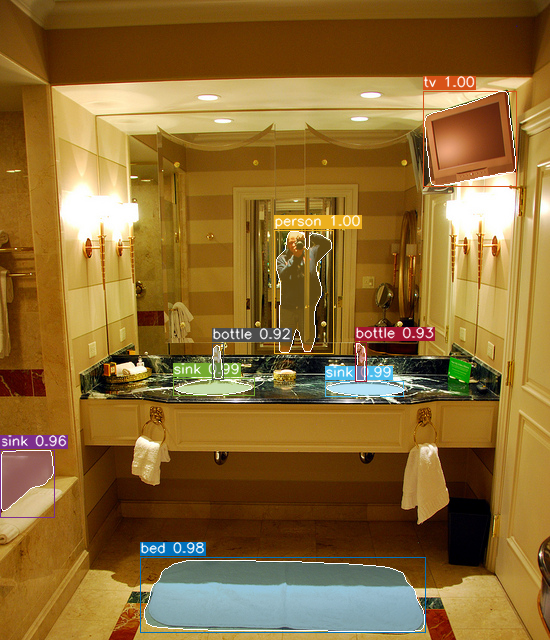 tv 1.00
person 1.00
bottle 0.92
bottle 0.93
sink 0.99
sink 0.99
sink 0.96
bed 0.98